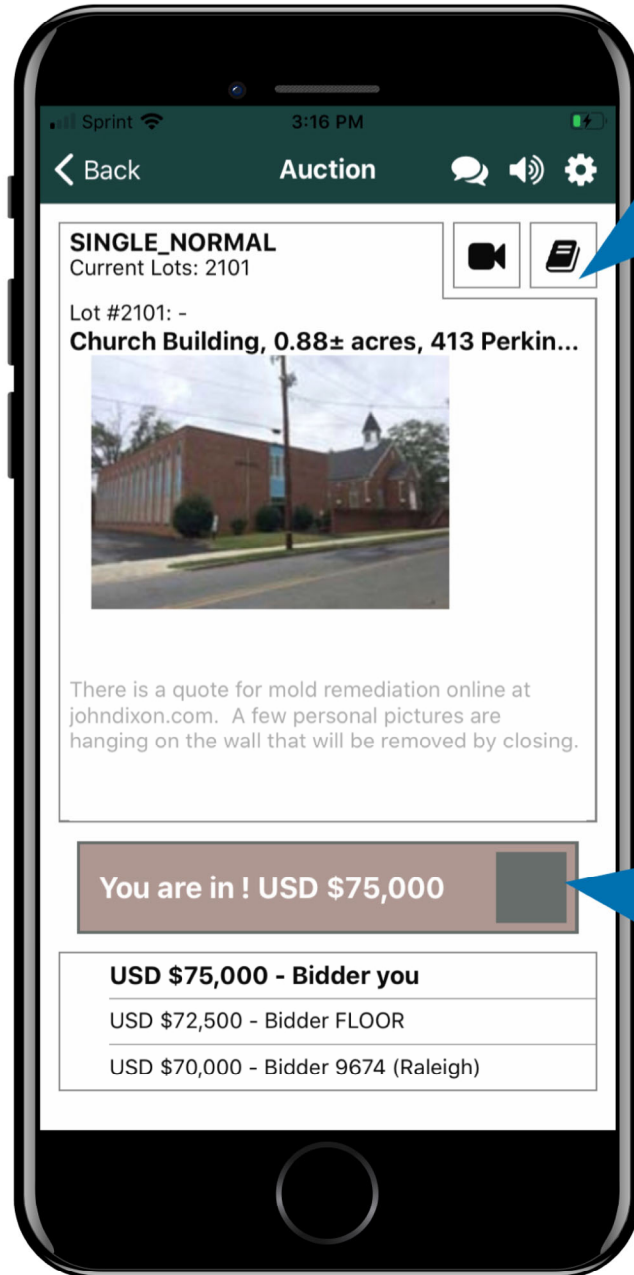 Sprint 3:16 PM
Back Auction
SINGLE_NORMAL
Current Lots: 2101
Lot #2101: -
Church Building, 0.88± acres, 413 Perkin...
There is a quote for mold remediation online at
johndixon.com. A few personal pictures are
hanging on the wall that will be removed by closing.
You are in ! USD $75,000
USD $75,000 - Bidder you
USD $72,500 - Bidder FLOOR
USD $70,000 - Bidder 9674 (Raleigh)